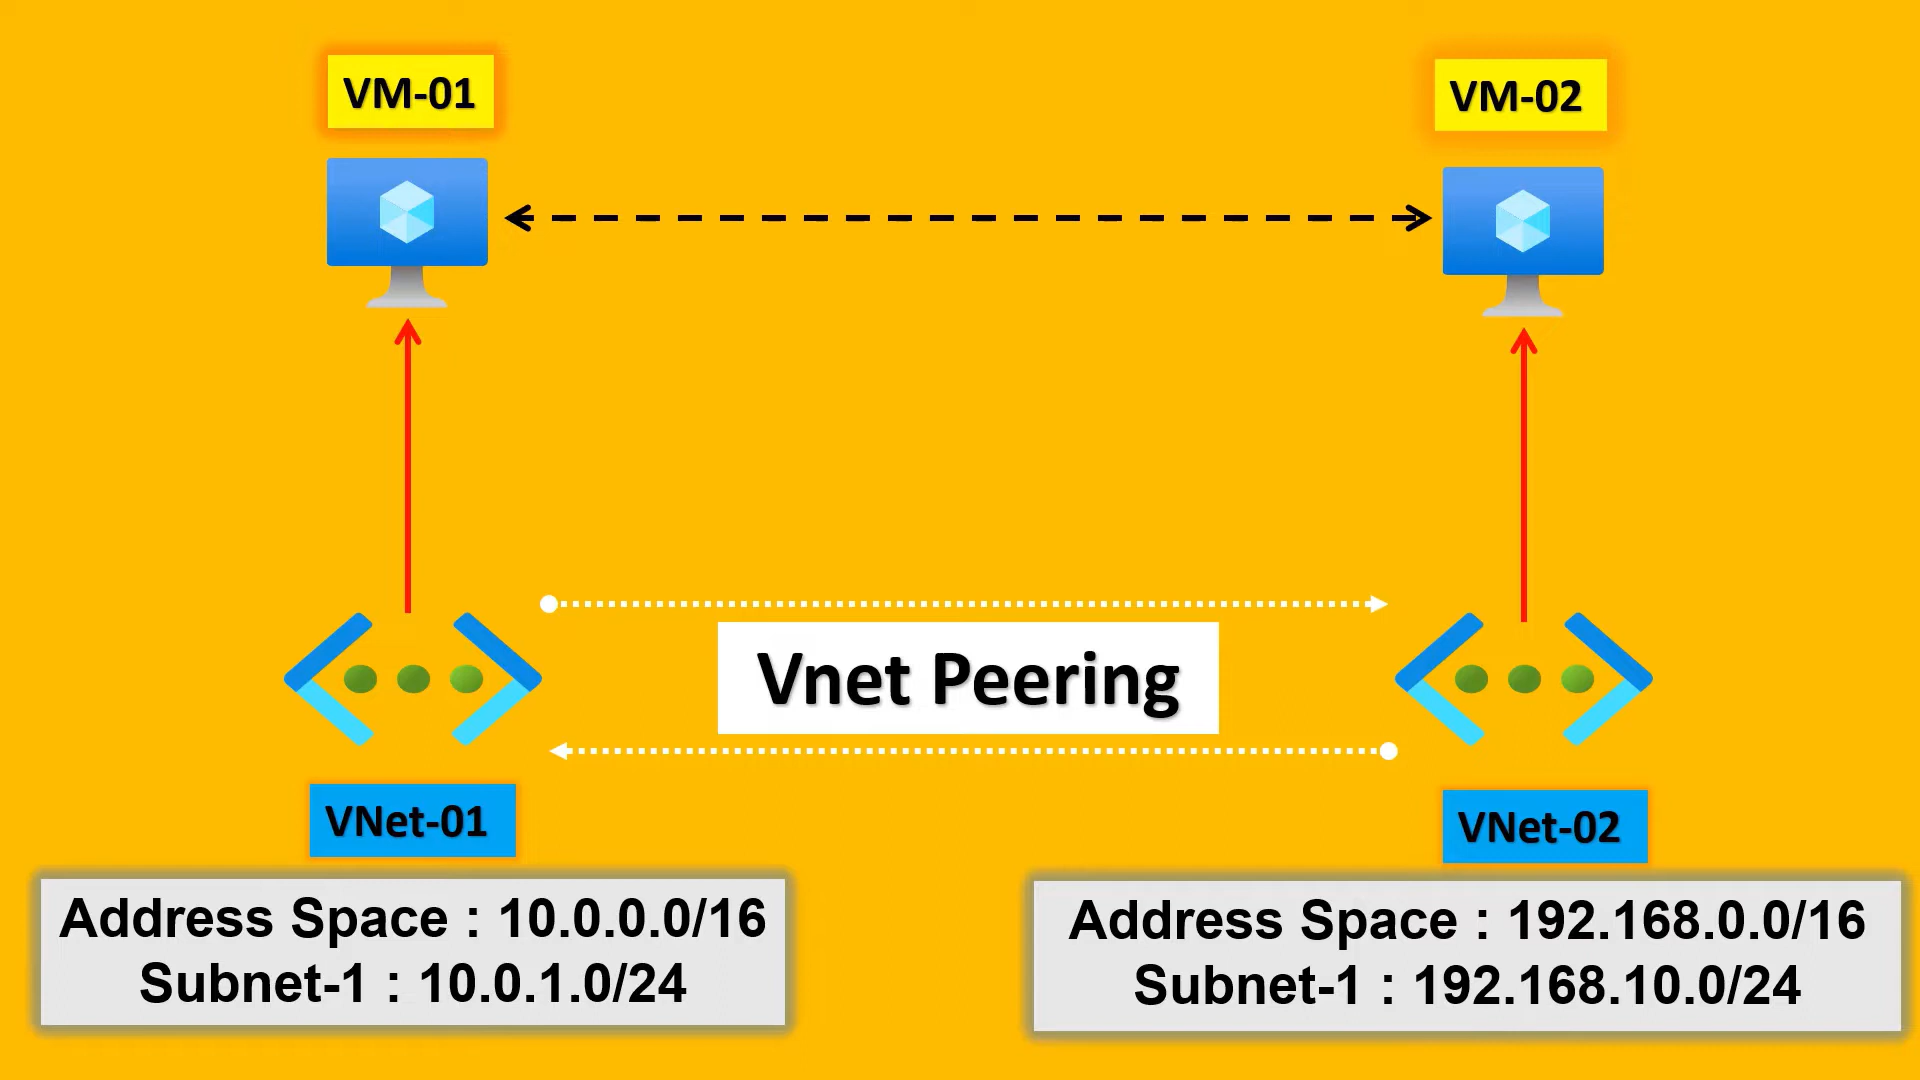 VM-01
VM-02
Vnet Peering
VNet-01
VNet-02
Address Space : 10.0.0.0/16
Subnet-1 : 10.0.1.0/24
Address Space : 192.168.0.0/16
Subnet-1 : 192.168.10.0/24